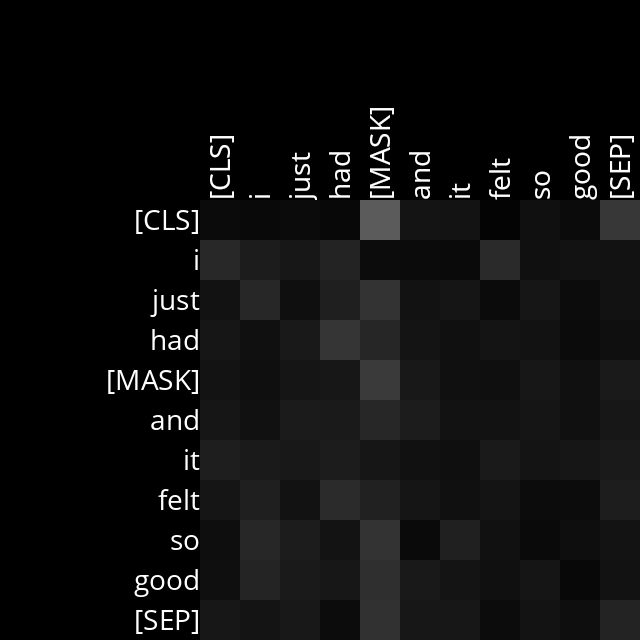 [CLS]
i
just
had
[MASK]
and
it
felt
so
good
[SEP]
[CLS]
i
just
had
[MASK]
and
it
felt
so
good
[SEP]